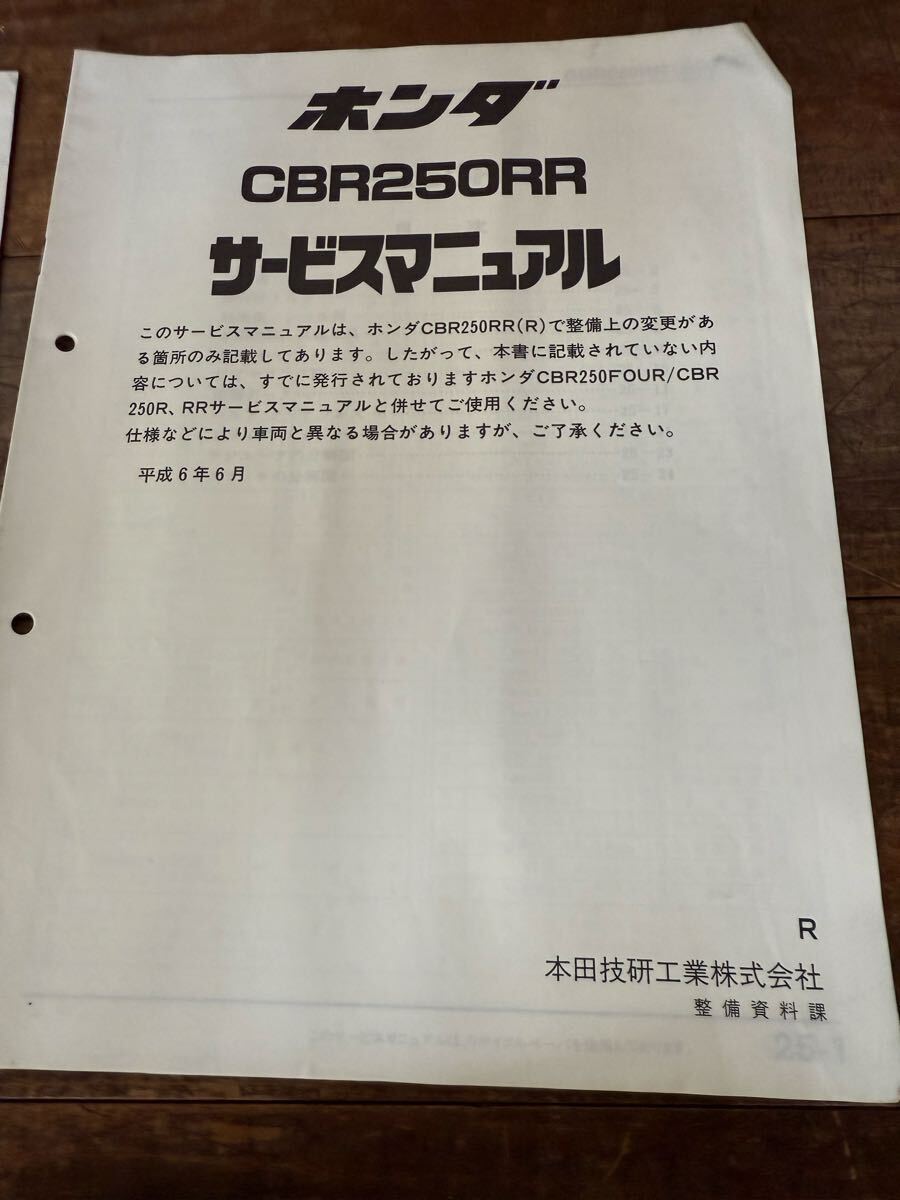 ホンダ
CBR250RR
サービスマニュアル
このサービスマニュアルは、ホンダCBR250RR(R)で整備上の変更があ
る箇所のみ記載してあります。したがって、本書に記載されていない内
容については、すでに発行されておりますホンダCBR250FOUR/CBR
250R、RRサービスマニュアルと併せてご使用ください。
仕様などにより車両と異なる場合がありますが、ご了承ください。
平成6年6月
R
本田技研工業株式会社
整備資料課
25-1